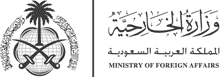 وزارة الخارجية
المملكة العربية السعودية
MINISTRY OF FOREIGN AFFAIRS